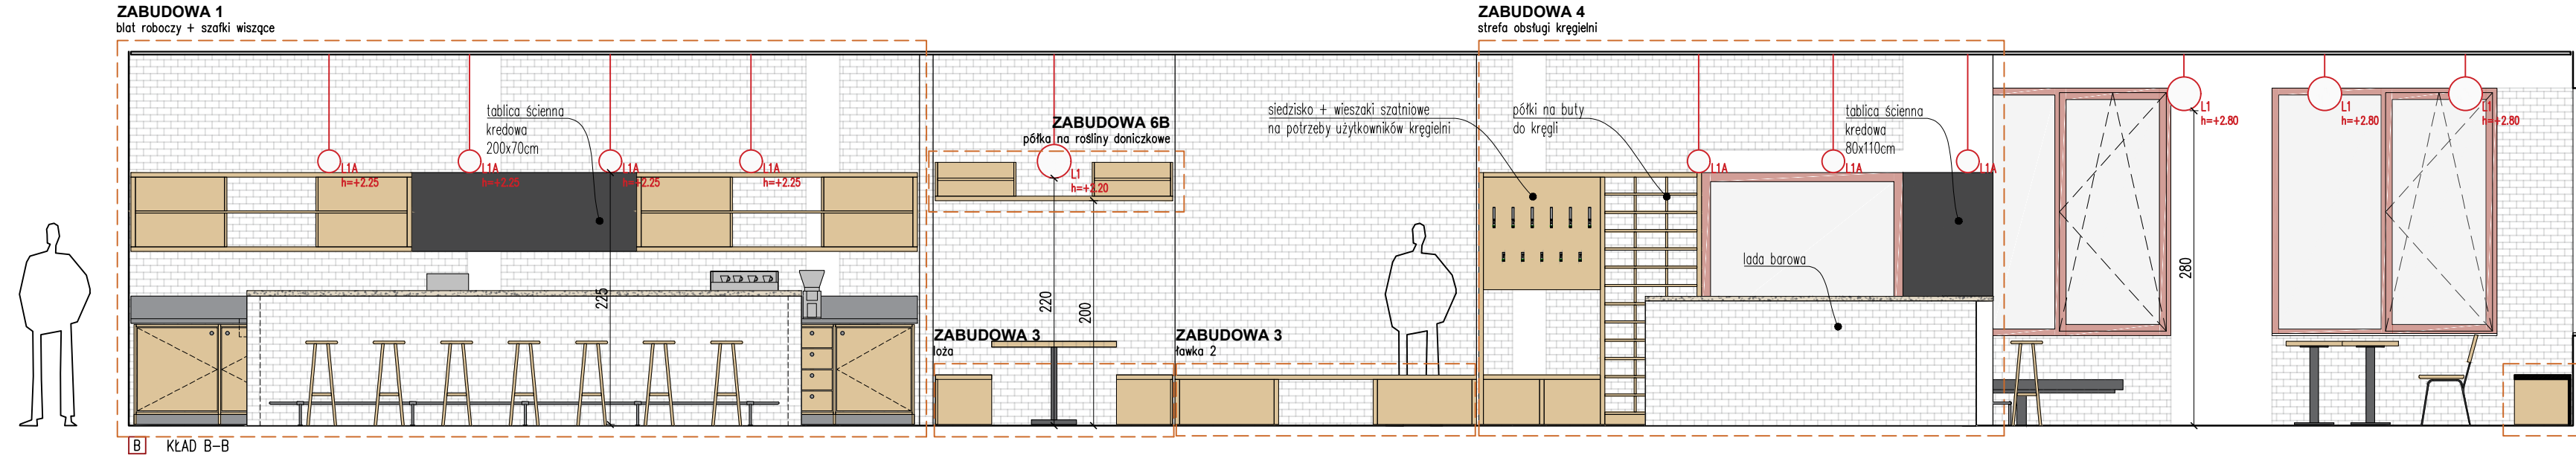 ZABUDOWA 1
blat roboczy + szafki wiszące
tablica ścienna
kredowa
200x70cm
L1A
h=+2.25
L1A
h=+2.25
L1A
h=+2.25
L1A
h=+2.25
225
B
KŁAD B-B
ZABUDOWA 6B
półka na rośliny doniczkowe
L1
h=+2.20
220
200
ZABUDOWA 3
loża
ZABUDOWA 3
ławka 2
siedzisko + wieszaki szatniowe
na potrzeby użytkowników kręgielni
ZABUDOWA 4
strefa obsługi kręgielni
półki na buty
do kręgli
tablica ścienna
kredowa
80x110cm
L1A
L1A
L1A
lada barowa
L1
h=+2.80
280
L1
h=+2.80
L1
h=+2.80